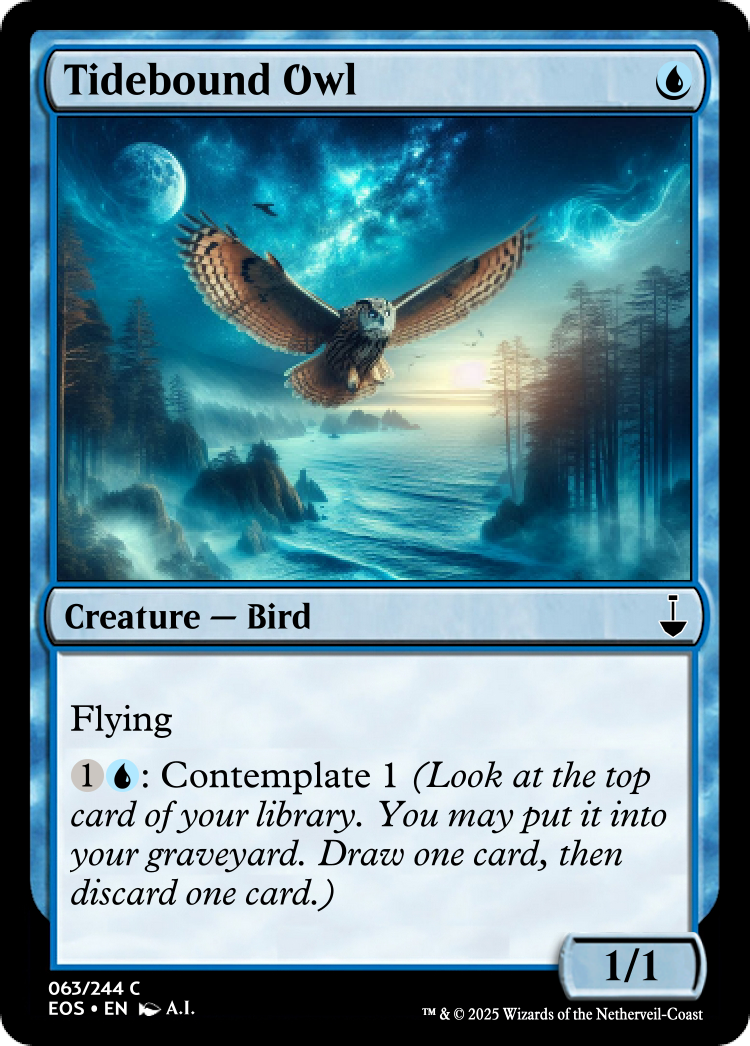 Tidebound Owl
Creature — Bird
Flying
1 : Contemplate 1 (Look at the top
card of your library. You may put it into
your graveyard. Draw one card, then
discard one card.)
1/1
063/244 C
EOS • EN A.I.
™ & © 2025 Wizards of the Netherveil-Coast